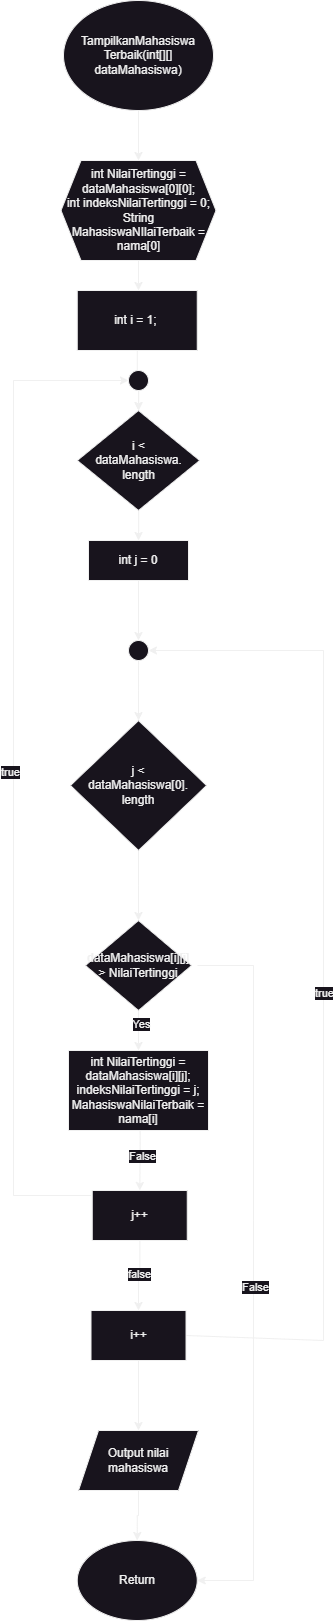 TampilkanMahasiswa
Terbaik(int[][]
dataMahasiswa)
int NilaiTertinggi =
dataMahasiswa[0][0];
int indeksNilaiTertinggi = 0;
String
MahasiswaNIlaiTerbaik =
nama[0]
int i = 1;
i <
dataMahasiswa.
length
int j = 0
j <
dataMahasiswa[0].
length
true
dataMahasiswa[i][j]
> NilaiTertinggi
true
Yes
int NilaiTertinggi =
dataMahasiswa[i][j];
indeksNilaiTertinggi = j;
MahasiswaNilaiTerbaik =
nama[i]
False
j++
false
False
i++
Output nilai
mahasiswa
Return